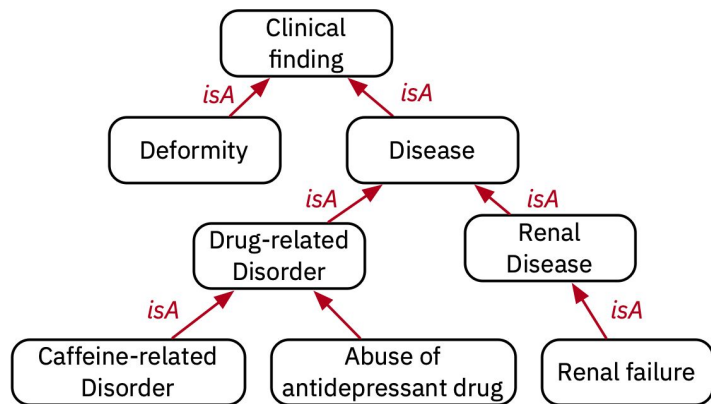 Clinical
finding
isA
isA
Deformity
Disease
isA
isA
Drug-related
Disorder
Renal
Disease
isA
isA
Caffeine-related
Disorder
Abuse of
antidepressant drug
Renal failure